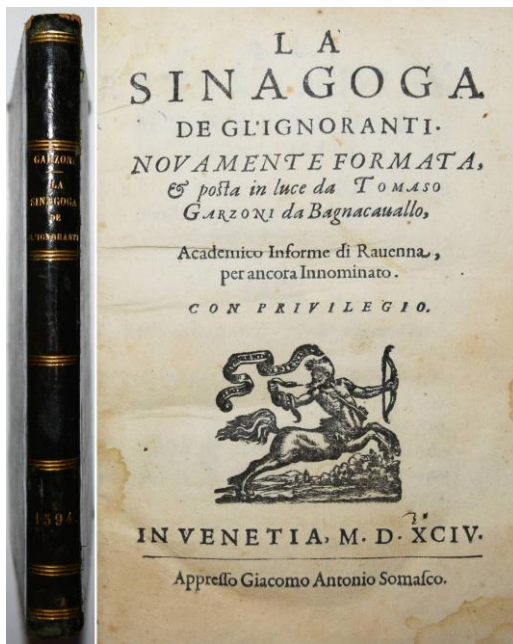 GARZONI
LA
SINAGOGA
DE
GL'IGNORANTI
1594
LA
SINAGOGA
DE GL'IGNORANTI.
NOVAMENTE FORMATA,
& poſta in luce da TOMASO
GARZONI da Bagnacauallo,
Academico Informe di Rauenna,
per ancora Innominato.
CON PRIVILEGIO.
IN VENETIA, M. D. XCIV.
Appreſſo Giacomo Antonio Somaſco.